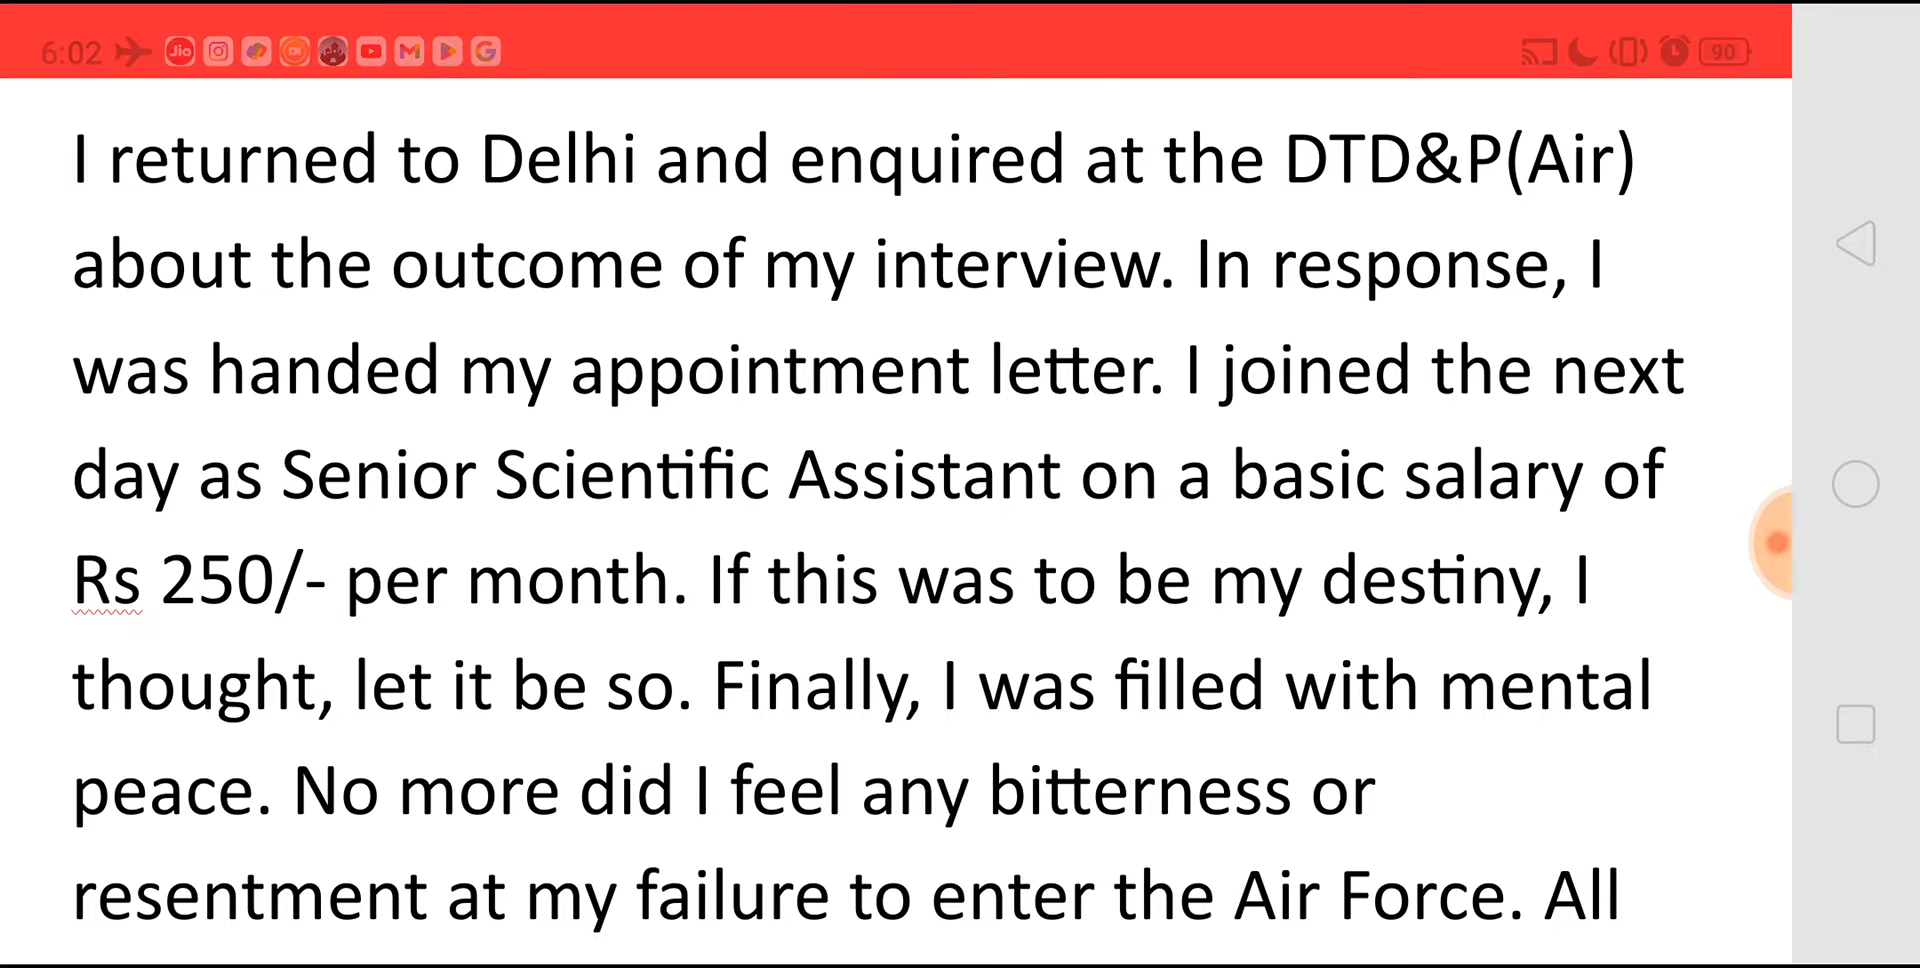 6:02
Jio
90
I returned to Delhi and enquired at the DTD&P(Air)
about the outcome of my interview. In response, I
was handed my appointment letter. I joined the next
day as Senior Scientific Assistant on a basic salary of
Rs 250/- per month. If this was to be my destiny, I
thought, let it be so. Finally, I was filled with mental
peace. No more did I feel any bitterness or
resentment at my failure to enter the Air Force. All